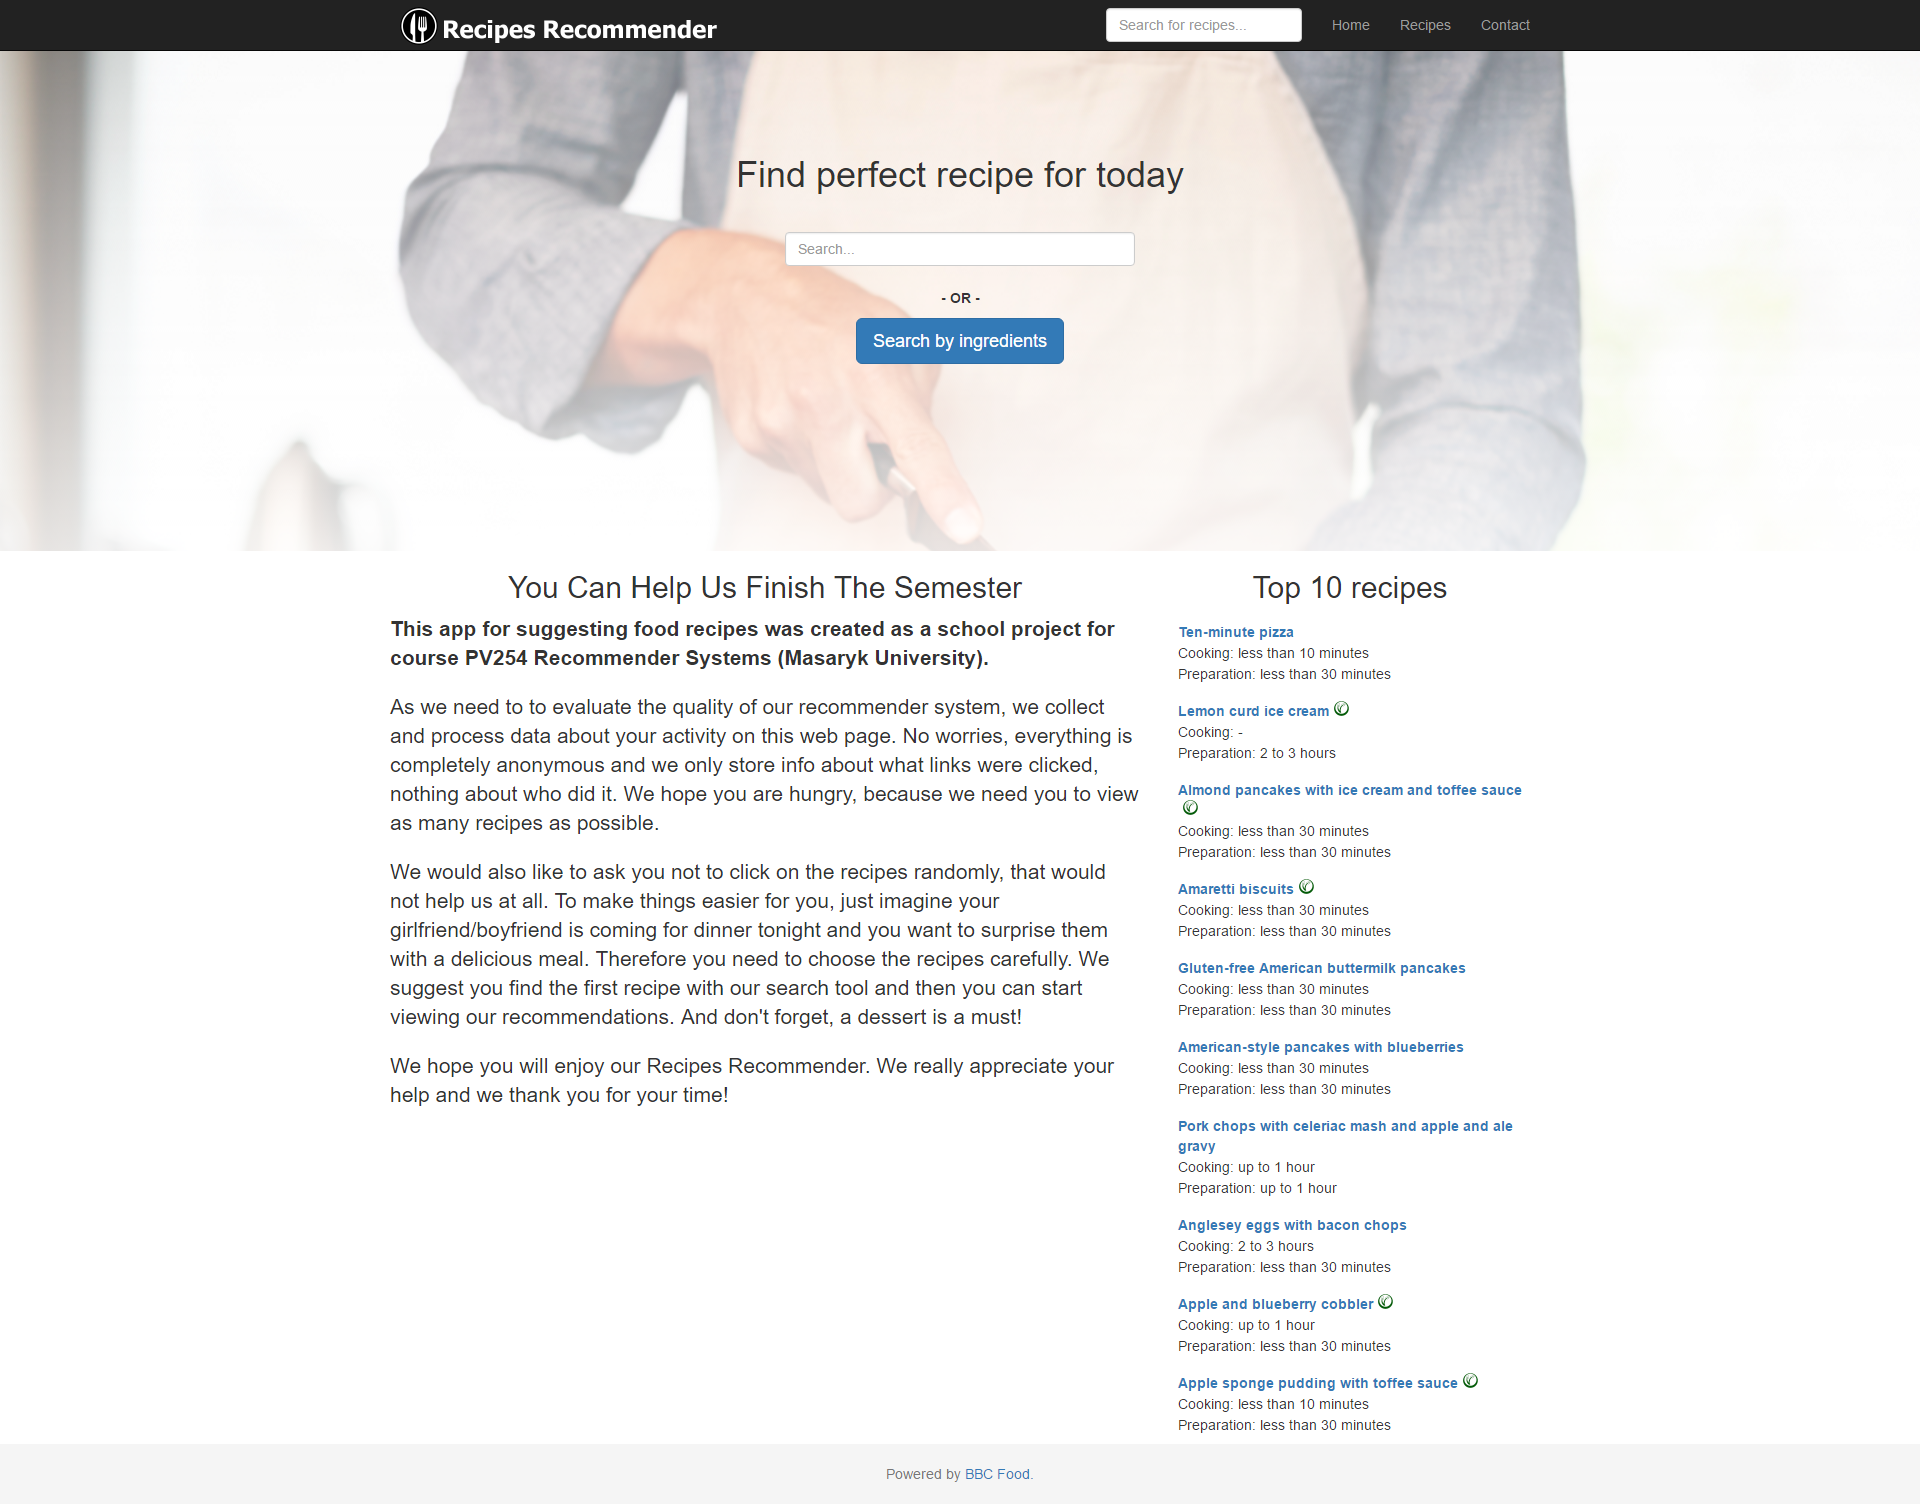 Recipes Recommender
Search for recipes...
Home
Recipes
Contact
Find perfect recipe for today
Search...
- OR -
Search by ingredients
You Can Help Us Finish The Semester
This app for suggesting food recipes was created as a school project for
course PV254 Recommender Systems (Masaryk University).
As we need to to evaluate the quality of our recommender system, we collect
and process data about your activity on this web page. No worries, everything is
completely anonymous and we only store info about what links were clicked,
nothing about who did it. We hope you are hungry, because we need you to view
as many recipes as possible.
We would also like to ask you not to click on the recipes randomly, that would
not help us at all. To make things easier for you, just imagine your
girlfriend/boyfriend is coming for dinner tonight and you want to surprise them
with a delicious meal. Therefore you need to choose the recipes carefully. We
suggest you find the first recipe with our search tool and then you can start
viewing our recommendations. And don't forget, a dessert is a must!
We hope you will enjoy our Recipes Recommender. We really appreciate your
help and we thank you for your time!
Top 10 recipes
Ten-minute pizza
Cooking: less than 10 minutes
Preparation: less than 30 minutes
Lemon curd ice cream
Cooking: -
Preparation: 2 to 3 hours
Almond pancakes with ice cream and toffee sauce
Cooking: less than 30 minutes
Preparation: less than 30 minutes
Amaretti biscuits
Cooking: less than 30 minutes
Preparation: less than 30 minutes
Gluten-free American buttermilk pancakes
Cooking: less than 30 minutes
Preparation: less than 30 minutes
American-style pancakes with blueberries
Cooking: less than 30 minutes
Preparation: less than 30 minutes
Pork chops with celeriac mash and apple and ale
gravy
Cooking: up to 1 hour
Preparation: up to 1 hour
Anglesey eggs with bacon chops
Cooking: 2 to 3 hours
Preparation: less than 30 minutes
Apple and blueberry cobbler
Cooking: up to 1 hour
Preparation: less than 30 minutes
Apple sponge pudding with toffee sauce
Cooking: less than 10 minutes
Preparation: less than 30 minutes
Powered by BBC Food.